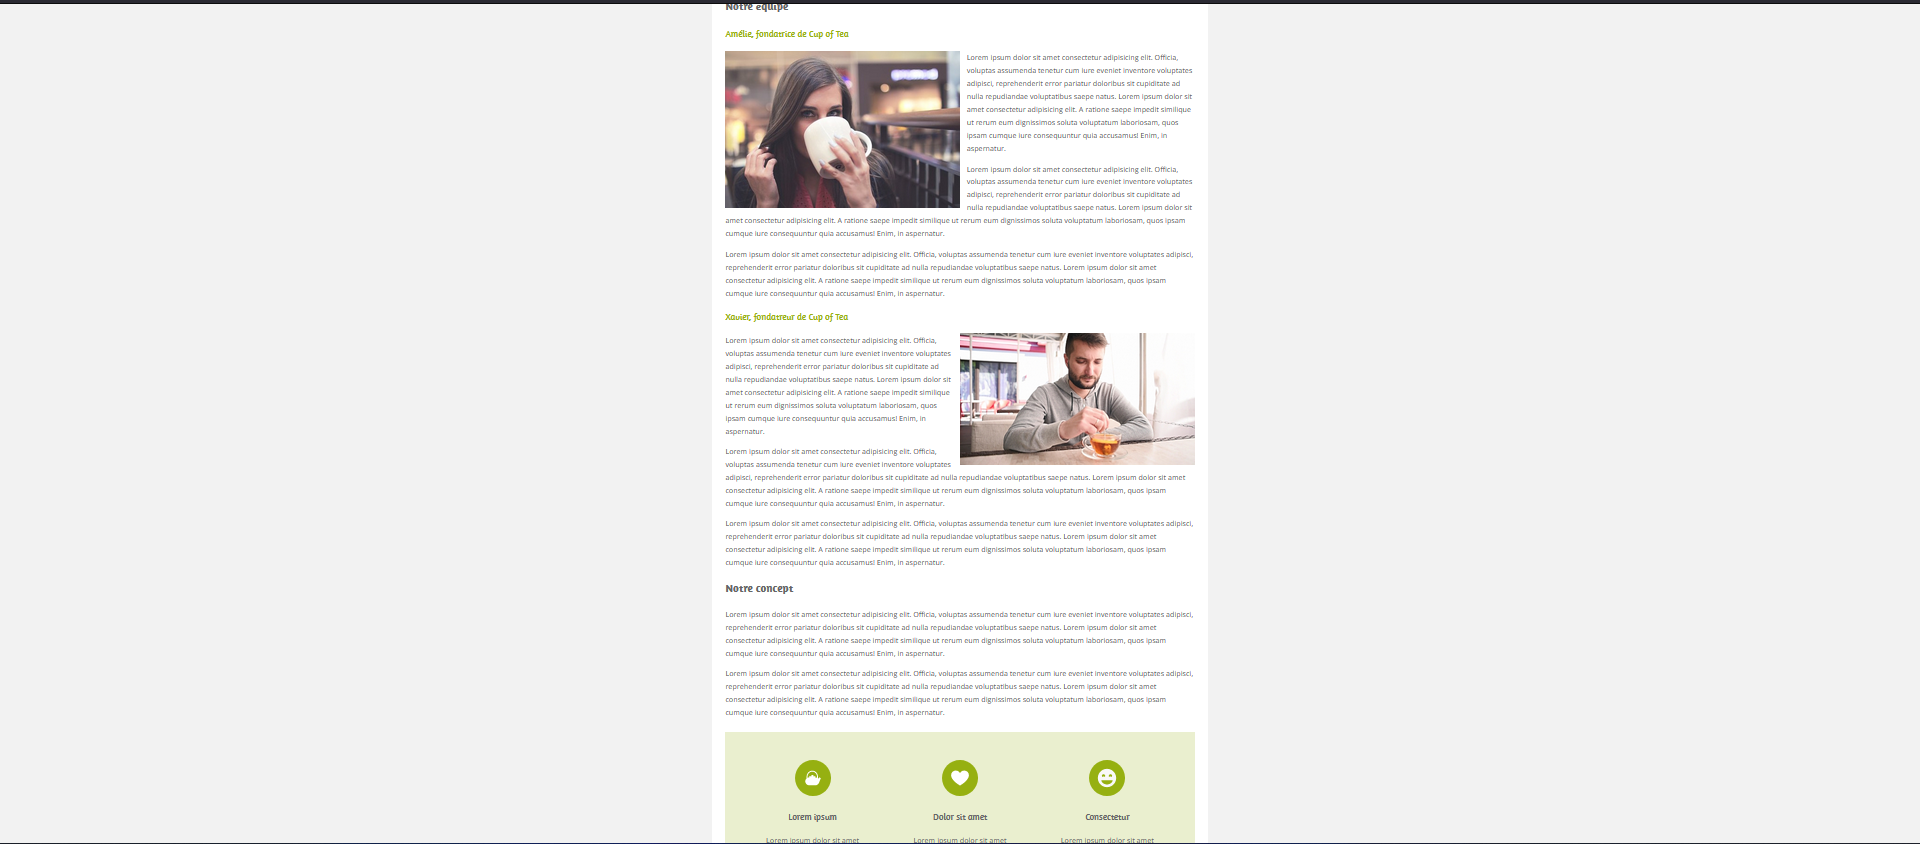 Notre équipe
Amélie, fondatrice de Cup of Tea
Lorem ipsum dolor sit amet consectetur adipisicing elit. Officia,
voluptas assumenda tenetur cum iure eveniet inventore voluptates
adipisci, reprehenderit error pariatur doloribus sit cupiditate ad
nulla repudiandae voluptatibus saepe natus. Lorem ipsum dolor sit
amet consectetur adipisicing elit. A ratione saepe impedit similique
ut rerum eum dignissimos soluta voluptatum laboriosam, quos
ipsam cumque iure consequuntur quia accusamus! Enim, in
aspernatur.
Lorem ipsum dolor sit amet consectetur adipisicing elit. Officia,
voluptas assumenda tenetur cum iure eveniet inventore voluptates
adipisci, reprehenderit error pariatur doloribus sit cupiditate ad
nulla repudiandae voluptatibus saepe natus. Lorem ipsum dolor sit
amet consectetur adipisicing elit. A ratione saepe impedit similique ut rerum eum dignissimos soluta voluptatum laboriosam, quos ipsam
cumque iure consequuntur quia accusamus! Enim, in aspernatur.
Lorem ipsum dolor sit amet consectetur adipisicing elit. Officia, voluptas assumenda tenetur cum iure eveniet inventore voluptates adipisci,
reprehenderit error pariatur doloribus sit cupiditate ad nulla repudiandae voluptatibus saepe natus. Lorem ipsum dolor sit amet
consectetur adipisicing elit. A ratione saepe impedit similique ut rerum eum dignissimos soluta voluptatum laboriosam, quos ipsam
cumque iure consequuntur quia accusamus! Enim, in aspernatur.
Xavier, fondatreur de Cup of Tea
Lorem ipsum dolor sit amet consectetur adipisicing elit. Officia,
voluptas assumenda tenetur cum iure eveniet inventore voluptates
adipisci, reprehenderit error pariatur doloribus sit cupiditate ad
nulla repudiandae voluptatibus saepe natus. Lorem ipsum dolor sit
amet consectetur adipisicing elit. A ratione saepe impedit similique
ut rerum eum dignissimos soluta voluptatum laboriosam, quos
ipsam cumque iure consequuntur quia accusamus! Enim, in
aspernatur.
Lorem ipsum dolor sit amet consectetur adipisicing elit. Officia,
voluptas assumenda tenetur cum iure eveniet inventore voluptates
adipisci, reprehenderit error pariatur doloribus sit cupiditate ad nulla repudiandae voluptatibus saepe natus. Lorem ipsum dolor sit amet
consectetur adipisicing elit. A ratione saepe impedit similique ut rerum eum dignissimos soluta voluptatum laboriosam, quos ipsam
cumque iure consequuntur quia accusamus! Enim, in aspernatur.
Lorem ipsum dolor sit amet consectetur adipisicing elit. Officia, voluptas assumenda tenetur cum iure eveniet inventore voluptates adipisci,
reprehenderit error pariatur doloribus sit cupiditate ad nulla repudiandae voluptatibus saepe natus. Lorem ipsum dolor sit amet
consectetur adipisicing elit. A ratione saepe impedit similique ut rerum eum dignissimos soluta voluptatum laboriosam, quos ipsam
cumque iure consequuntur quia accusamus! Enim, in aspernatur.
Notre concept
Lorem ipsum dolor sit amet consectetur adipisicing elit. Officia, voluptas assumenda tenetur cum iure eveniet inventore voluptates adipisci,
reprehenderit error pariatur doloribus sit cupiditate ad nulla repudiandae voluptatibus saepe natus. Lorem ipsum dolor sit amet
consectetur adipisicing elit. A ratione saepe impedit similique ut rerum eum dignissimos soluta voluptatum laboriosam, quos ipsam
cumque iure consequuntur quia accusamus! Enim, in aspernatur.
Lorem ipsum dolor sit amet consectetur adipisicing elit. Officia, voluptas assumenda tenetur cum iure eveniet inventore voluptates adipisci,
reprehenderit error pariatur doloribus sit cupiditate ad nulla repudiandae voluptatibus saepe natus. Lorem ipsum dolor sit amet
consectetur adipisicing elit. A ratione saepe impedit similique ut rerum eum dignissimos soluta voluptatum laboriosam, quos ipsam
cumque iure consequuntur quia accusamus! Enim, in aspernatur.
Lorem ipsum
Dolor sit amet
Consectetur
Lorem ipsum dolor sit amet
Lorem ipsum dolor sit amet
Lorem ipsum dolor sit amet